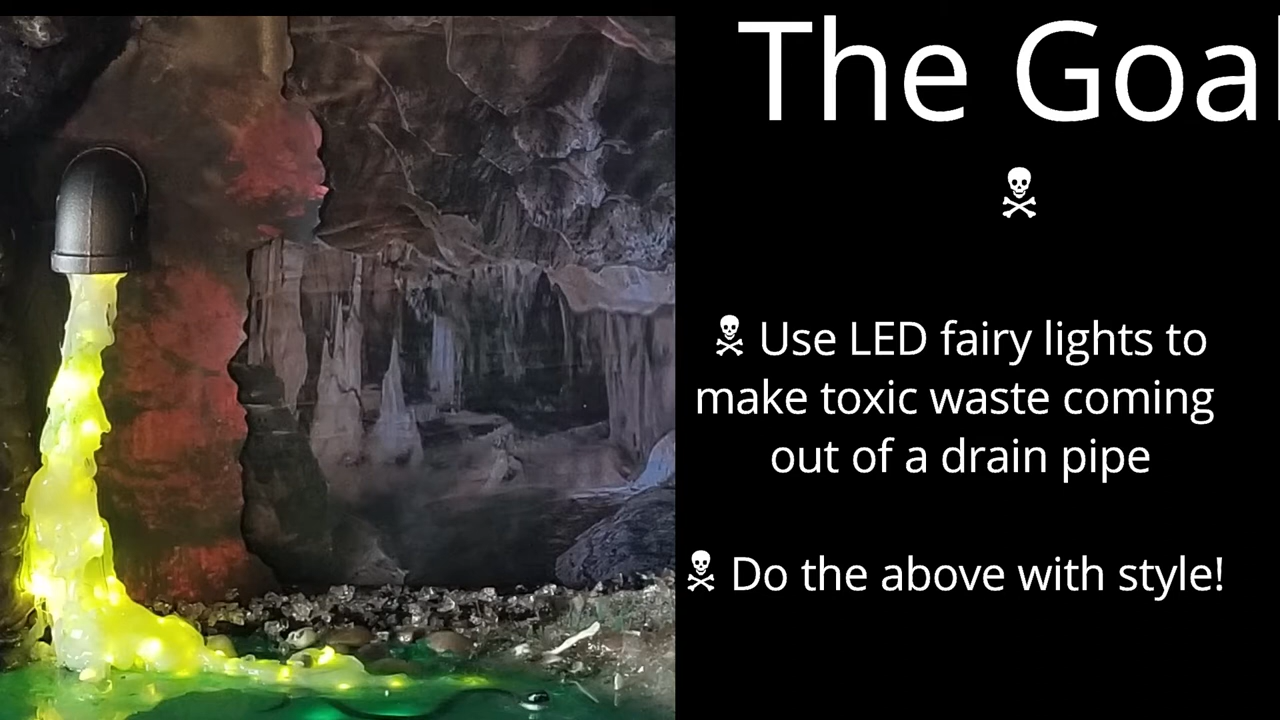 The Goal
☠
☠ Use LED fairy lights to
make toxic waste coming
out of a drain pipe
☠ Do the above with style!